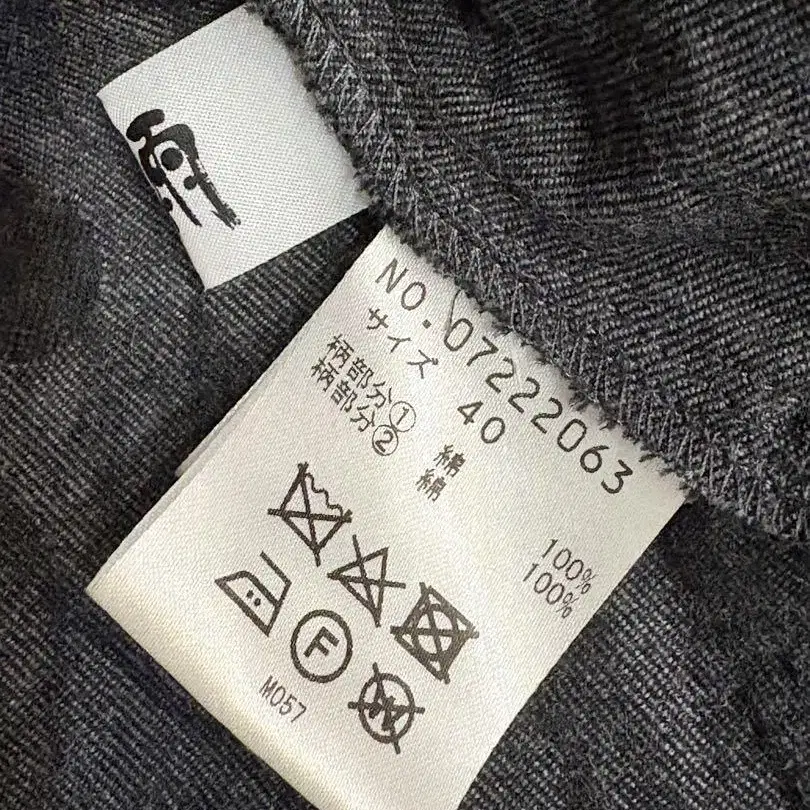 NO.07222063
サイズ 40
柄部分① 綿 100%
柄部分② 綿 100%
F
W
M057